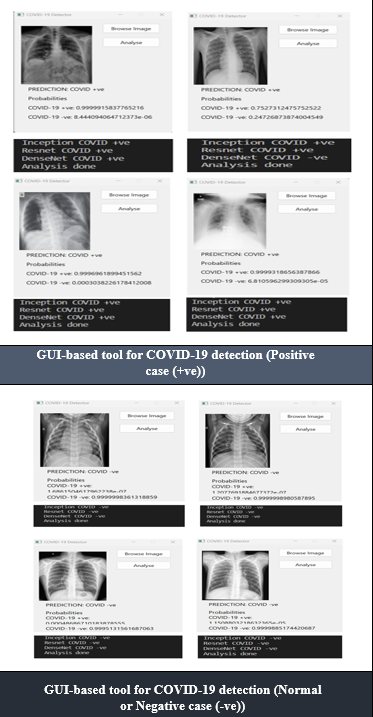 COVID-19 Detector
Browse Image
Analyse
PREDICTION: COVID +ve
Probabilities
COVID-19 +ve: 0.9999915837765216
COVID-19 -ve: 8.444094064712373e-06
Inception COVID +ve
Resnet COVID +ve
DenseNet COVID +ve
Analysis done
COVID-19 Detector
Browse Image
Analyse
PREDICTION: COVID +ve
Probabilities
COVID-19 +ve: 0.7527312475752522
COVID-19 -ve: 0.24726873874004549
Inception COVID +ve
Resnet COVID +ve
DenseNet COVID -ve
Analysis done
COVID-19 Detector
Browse Image
Analyse
PREDICTION: COVID +ve
Probabilities
COVID-19 +ve: 0.9996961899451562
COVID-19 -ve: 0.0003038226178412008
Inception COVID +ve
Resnet COVID +ve
DenseNet COVID +ve
Analysis done
COVID-19 Detector
Browse Image
Analyse
PREDICTION: COVID +ve
Probabilities
COVID-19 +ve: 0.9999318656387866
COVID-19 -ve: 6.810596299309305e-05
Inception COVID +ve
Resnet COVID +ve
DenseNet COVID +ve
Analysis done
GUI-based tool for COVID-19 detection (Positive
case (+ve))
COVID-19 Detector
Browse Image
Analyse
PREDICTION: COVID -ve
Probabilities
COVID-19 +ve:
COVID-19 -ve: 0.9999998361318859
Inception COVID -ve
Resnet COVID -ve
DenseNet COVID -ve
Analysis done
COVID-19 Detector
Browse Image
Analyse
PREDICTION: COVID -ve
Probabilities
COVID-19 +ve:
COVID-19 -ve: 0.9999998980587895
Inception COVID -ve
Resnet COVID -ve
DenseNet COVID -ve
Analysis done
COVID-19 Detector
Browse Image
Analyse
PREDICTION: COVID -ve
Probabilities
COVID-19 +ve:
COVID-19 -ve: 0.9995131561687063
Inception COVID -ve
Resnet COVID -ve
DenseNet COVID -ve
Analysis done
COVID-19 Detector
Browse Image
Analyse
PREDICTION: COVID -ve
Probabilities
COVID-19 +ve:
COVID-19 -ve: 0.9999885174420687
Inception COVID -ve
Resnet COVID -ve
DenseNet COVID -ve
Analysis done
GUI-based tool for COVID-19 detection (Normal
or Negative case (-ve))